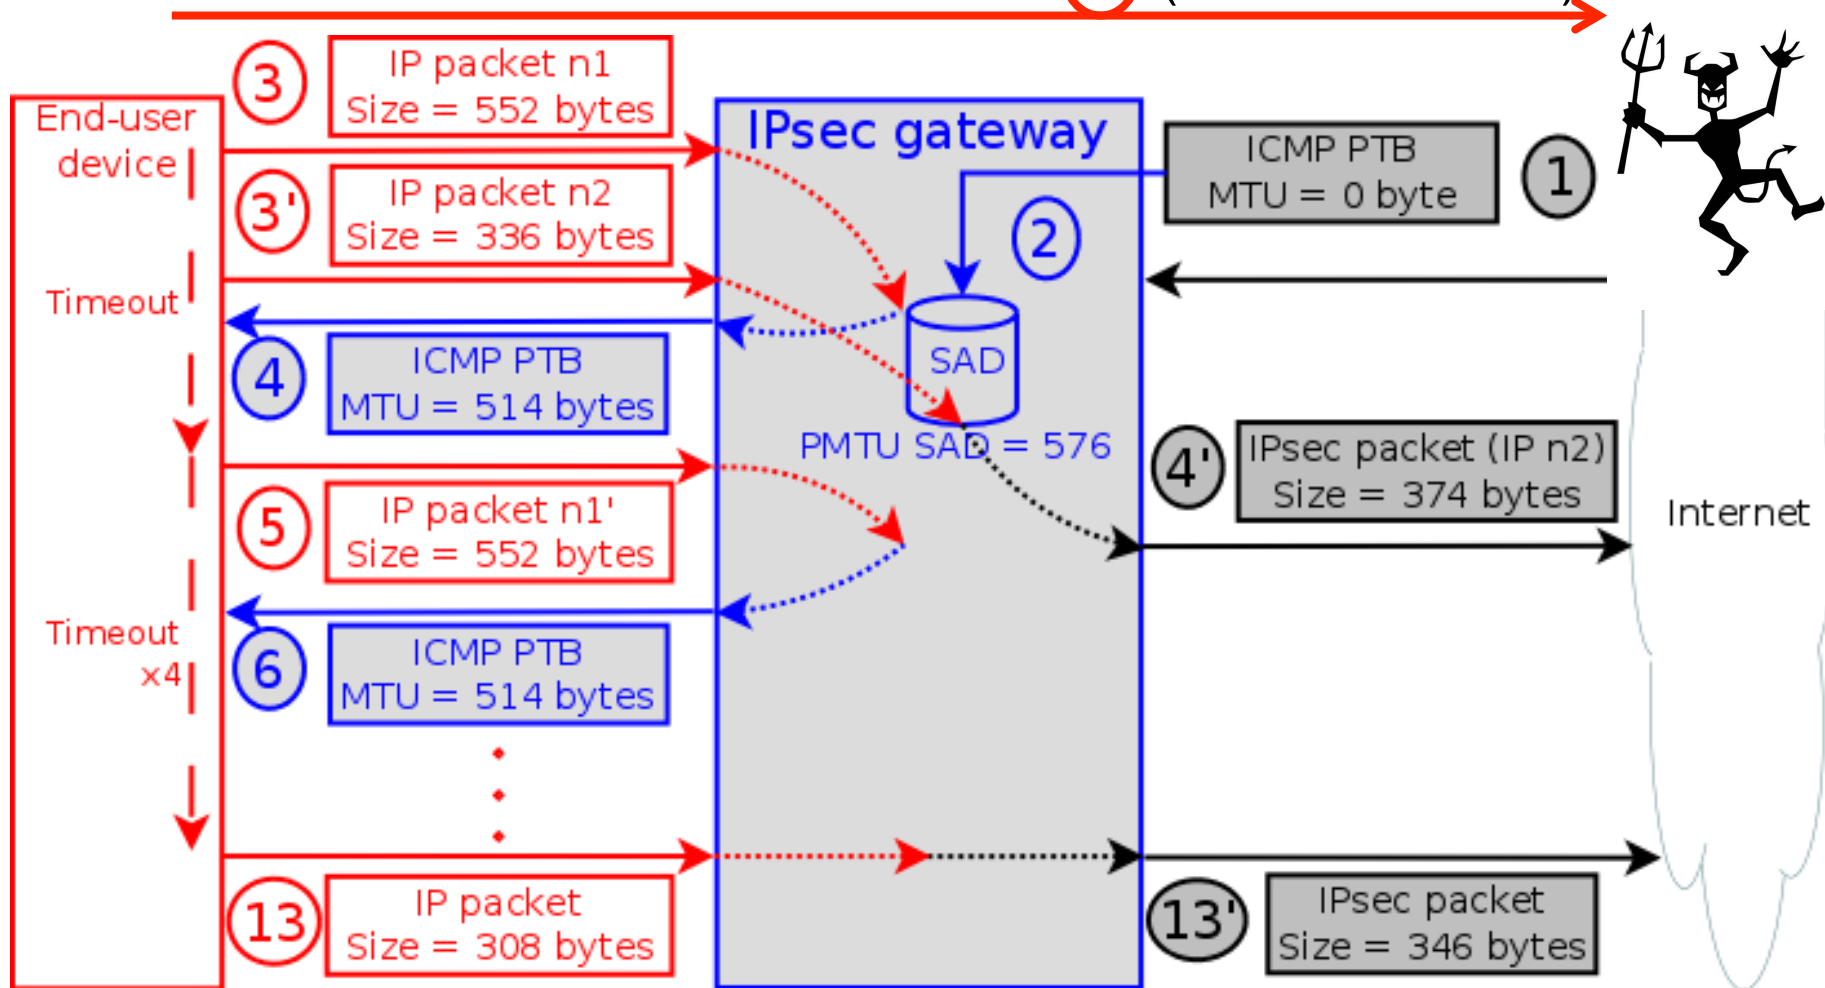 3
IP packet n1
Size = 552 bytes
End-user
device
IPsec gateway
ICMP PTB
MTU = 0 byte
1
3'
IP packet n2
Size = 336 bytes
2
Timeout
4
ICMP PTB
MTU = 514 bytes
SAD
PMTU SAD = 576
4'
IPsec packet (IP n2)
Size = 374 bytes
Internet
5
IP packet n1'
Size = 552 bytes
Timeout
x4
6
ICMP PTB
MTU = 514 bytes
13
IP packet
Size = 308 bytes
13'
IPsec packet
Size = 346 bytes